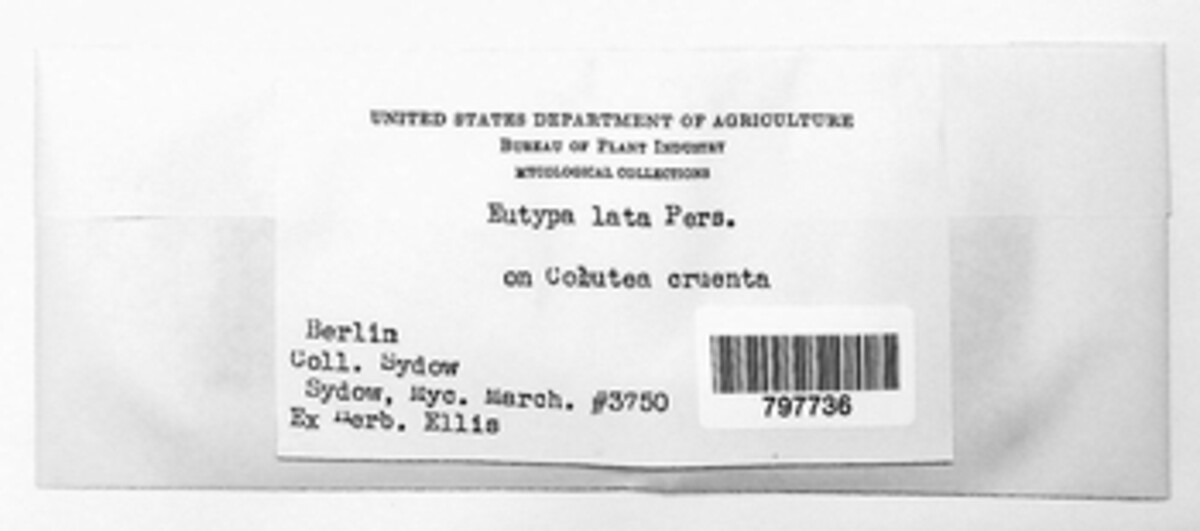 UNITED STATES DEPARTMENT OF AGRICULTURE
BUREAU OF PLANT INDUSTRY
MYCOLOGICAL COLLECTIONS
Eutypa lata Pers.
on Colutea cruenta
Berlin
Coll. Sydow
Sydow, Myc. March. #3750
Ex Herb. Ellis
797736